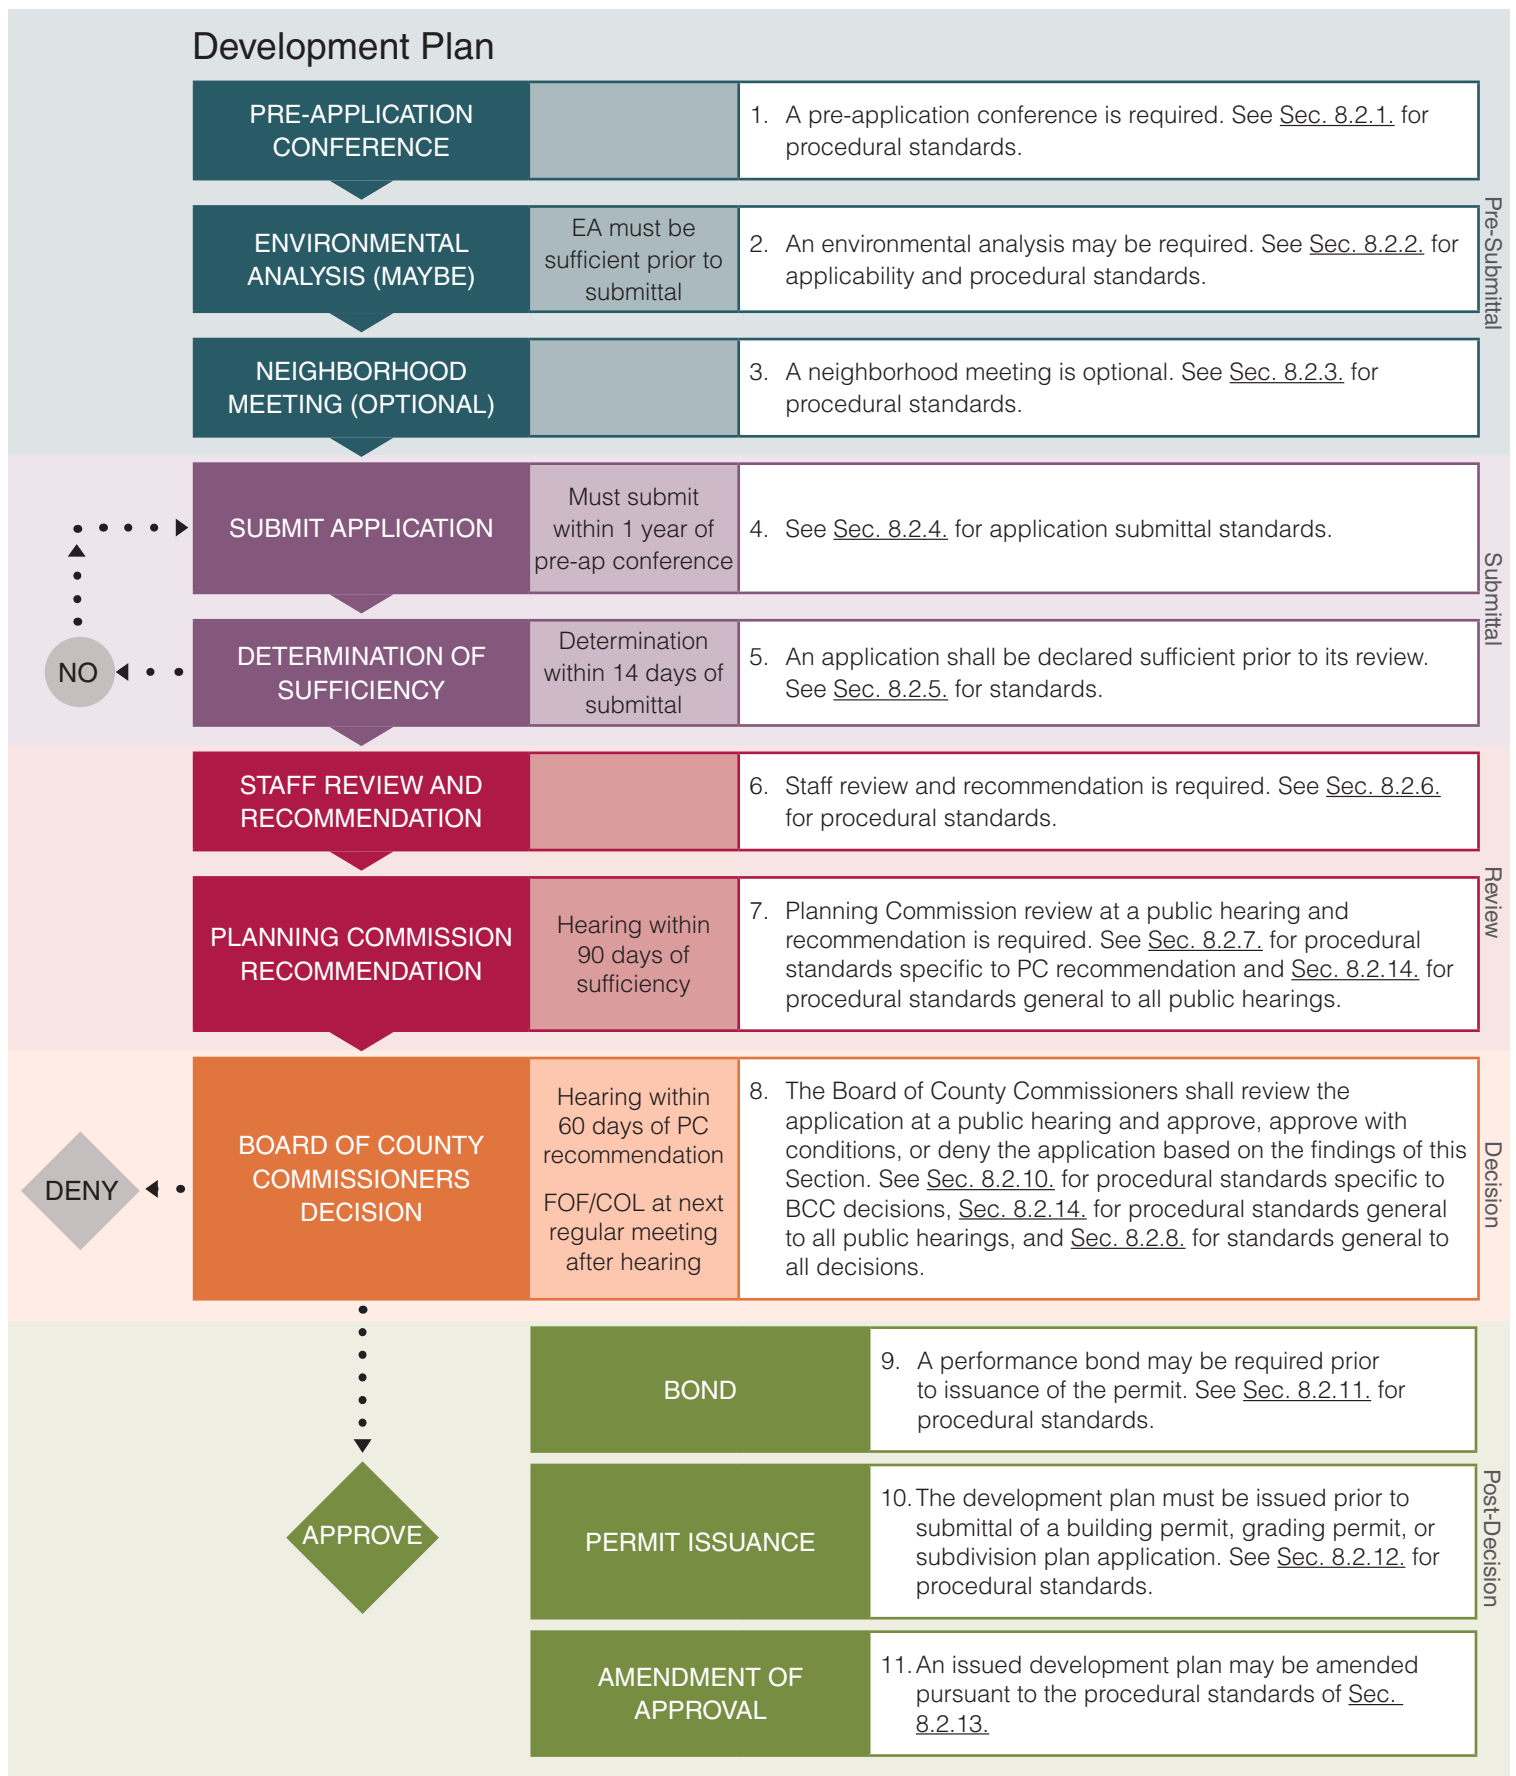 Development Plan
PRE-APPLICATION
CONFERENCE
1. A pre-application conference is required. See Sec. 8.2.1. for
procedural standards.
ENVIRONMENTAL
ANALYSIS (MAYBE)
EA must be
sufficient prior to
submittal
2. An environmental analysis may be required. See Sec. 8.2.2. for
applicability and procedural standards.
NEIGHBORHOOD
MEETING (OPTIONAL)
3. A neighborhood meeting is optional. See Sec. 8.2.3. for
procedural standards.
Pre-Submittal
SUBMIT APPLICATION
Must submit
within 1 year of
pre-ap conference
4. See Sec. 8.2.4. for application submittal standards.
NO
DETERMINATION OF
SUFFICIENCY
Determination
within 14 days of
submittal
5. An application shall be declared sufficient prior to its review.
See Sec. 8.2.5. for standards.
Submittal
STAFF REVIEW AND
RECOMMENDATION
6. Staff review and recommendation is required. See Sec. 8.2.6.
for procedural standards.
PLANNING COMMISSION
RECOMMENDATION
Hearing within
90 days of
sufficiency
7. Planning Commission review at a public hearing and
recommendation is required. See Sec. 8.2.7. for procedural
standards specific to PC recommendation and Sec. 8.2.14. for
procedural standards general to all public hearings.
Review
DENY
BOARD OF COUNTY
COMMISSIONERS
DECISION
Hearing within
60 days of PC
recommendation
FOF/COL at next
regular meeting
after hearing
8. The Board of County Commissioners shall review the
application at a public hearing and approve, approve with
conditions, or deny the application based on the findings of this
Section. See Sec. 8.2.10. for procedural standards specific to
BCC decisions, Sec. 8.2.14. for procedural standards general
to all public hearings, and Sec. 8.2.8. for standards general to
all decisions.
Decision
APPROVE
BOND
9. A performance bond may be required prior
to issuance of the permit. See Sec. 8.2.11. for
procedural standards.
PERMIT ISSUANCE
10. The development plan must be issued prior to
submittal of a building permit, grading permit, or
subdivision plan application. See Sec. 8.2.12. for
procedural standards.
AMENDMENT OF
APPROVAL
11. An issued development plan may be amended
pursuant to the procedural standards of Sec.
8.2.13.
Post-Decision